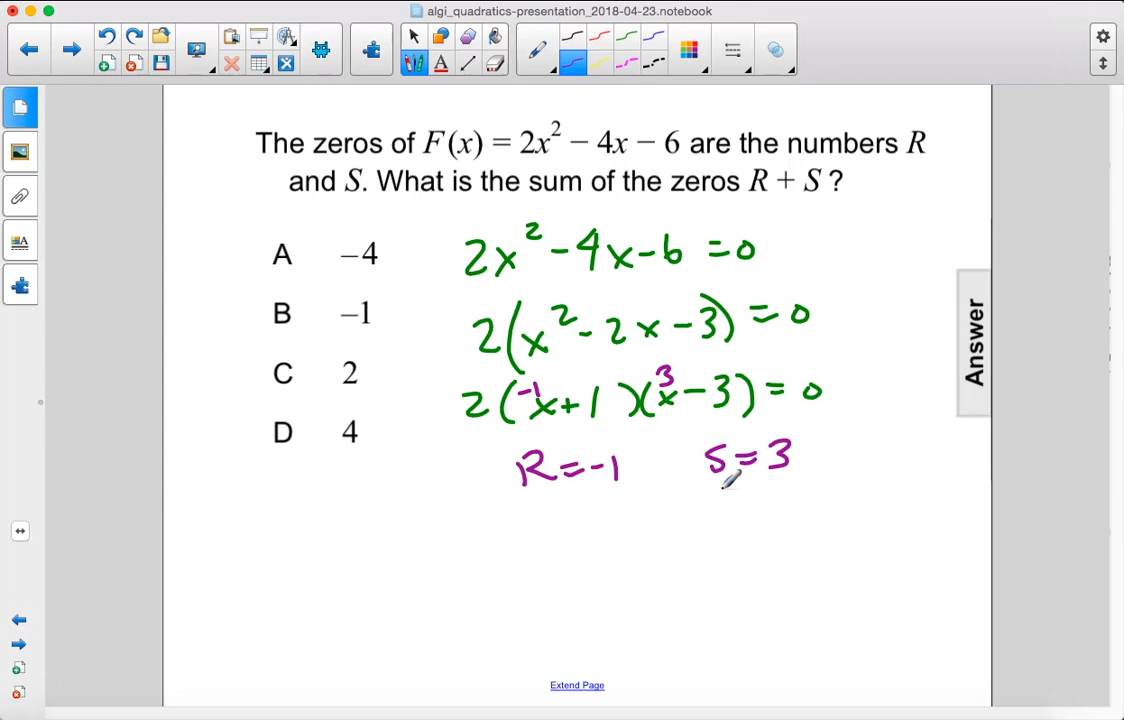 algi_quadratics-presentation_2018-04-23.notebook
The zeros of F(x) = 2x² − 4x − 6 are the numbers R
and S. What is the sum of the zeros R + S ?
A −4
2x² -4x-6 =0
B −1
2(x²-2x-3)=0
C 2
-1 3
2(x+1)(x-3)=0
D 4
R=-1 S=3
Answer
Extend Page